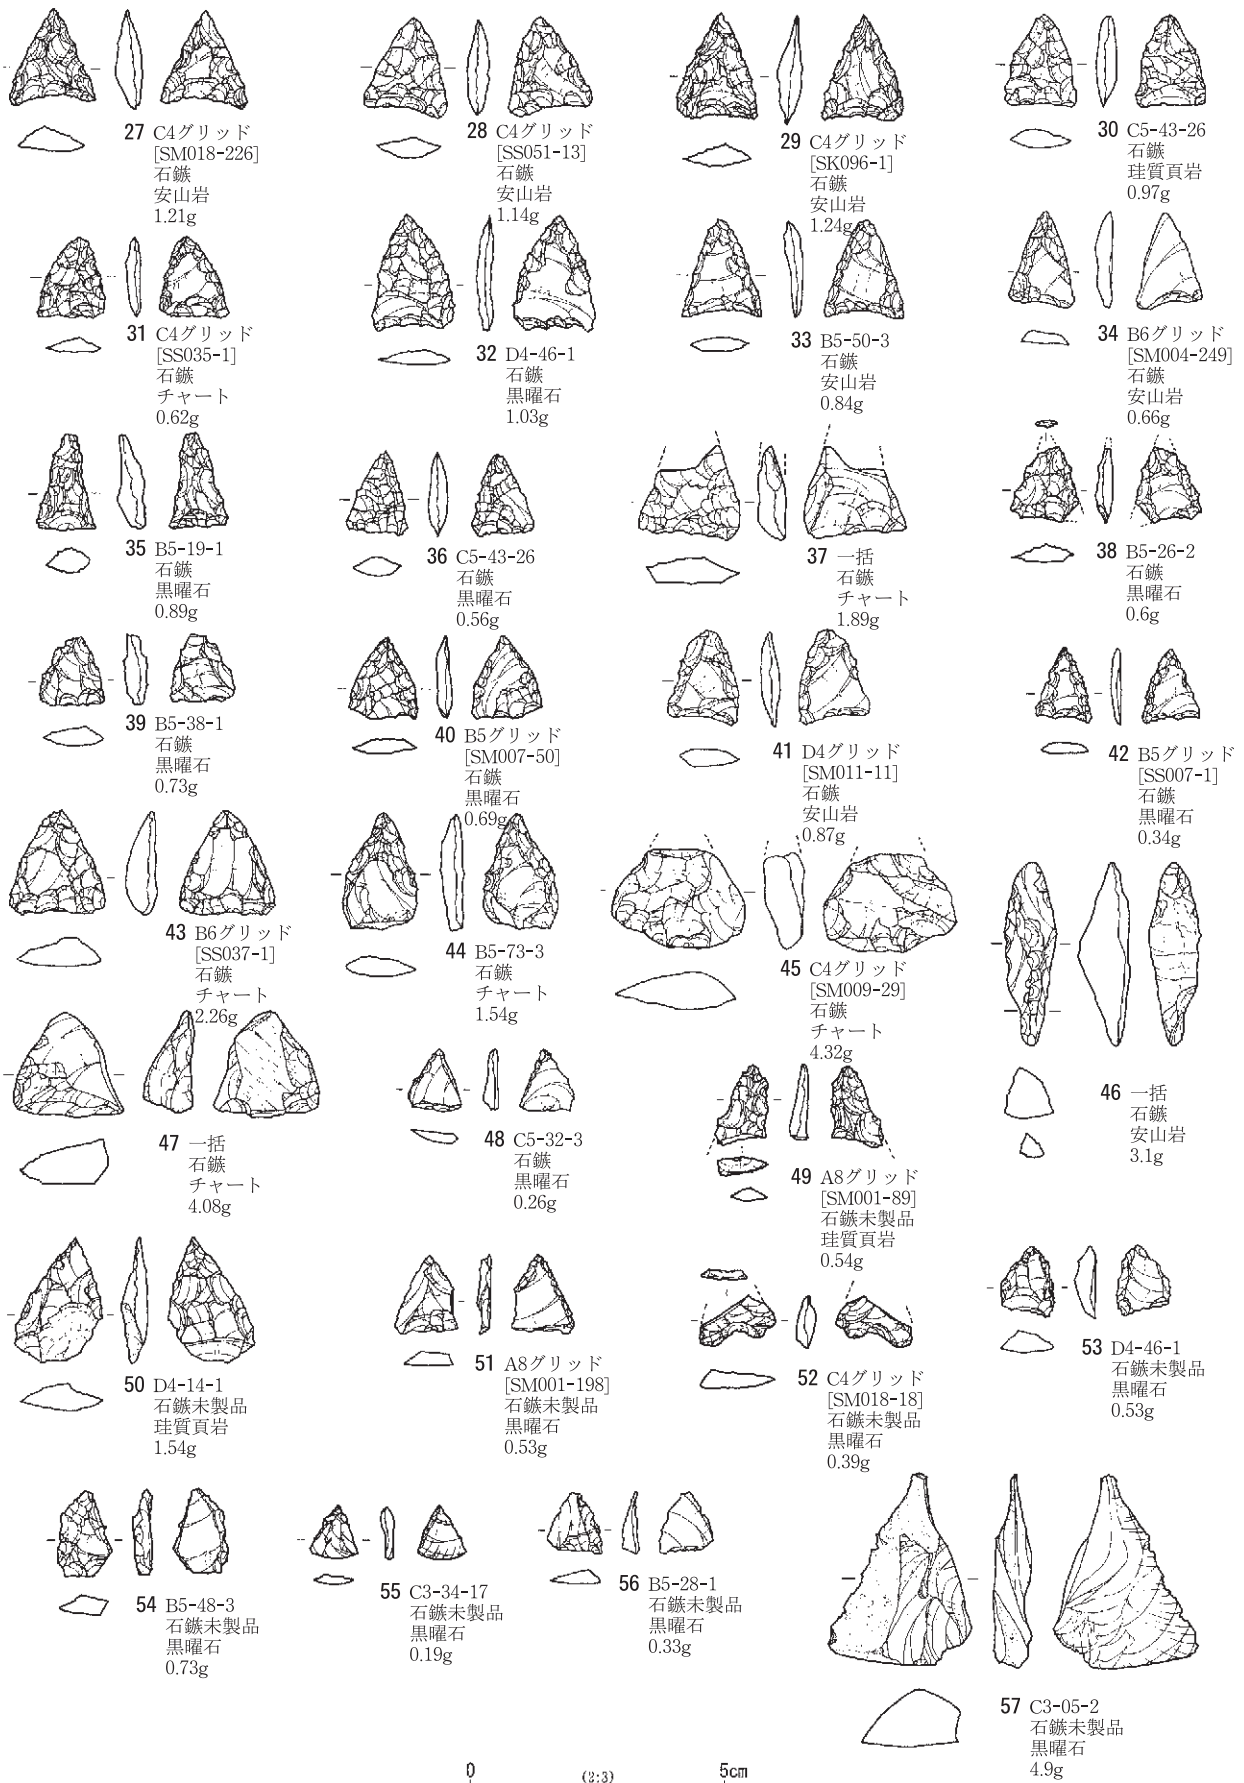 27 C4グリッド
[SM018-226]
石鏃
安山岩
1.21g
28 C4グリッド
[SS051-13]
石鏃
安山岩
1.14g
29 C4グリッド
[SK096-1]
石鏃
安山岩
1.24g
30 C5-43-26
石鏃
珪質頁岩
0.97g
31 C4グリッド
[SS035-1]
石鏃
チャート
0.62g
32 D4-46-1
石鏃
黒曜石
1.03g
33 B5-50-3
石鏃
安山岩
0.84g
34 B6グリッド
[SM004-249]
石鏃
安山岩
0.66g
35 B5-19-1
石鏃
黒曜石
0.89g
36 C5-43-26
石鏃
黒曜石
0.56g
37 一括
石鏃
チャート
1.89g
38 B5-26-2
石鏃
黒曜石
0.6g
39 B5-38-1
石鏃
黒曜石
0.73g
40 B5グリッド
[SM007-50]
石鏃
黒曜石
0.69g
41 D4グリッド
[SM011-11]
石鏃
安山岩
0.87g
42 B5グリッド
[SS007-1]
石鏃
黒曜石
0.34g
43 B6グリッド
[SS037-1]
石鏃
チャート
2.26g
44 B5-73-3
石鏃
チャート
1.54g
45 C4グリッド
[SM009-29]
石鏃
チャート
4.32g
46 一括
石鏃
安山岩
3.1g
47 一括
石鏃
チャート
4.08g
48 C5-32-3
石鏃
黒曜石
0.26g
49 A8グリッド
[SM001-89]
石鏃未製品
珪質頁岩
0.54g
50 D4-14-1
石鏃未製品
珪質頁岩
1.54g
51 A8グリッド
[SM001-198]
石鏃未製品
黒曜石
0.53g
52 C4グリッド
[SM018-18]
石鏃未製品
黒曜石
0.39g
53 D4-46-1
石鏃未製品
黒曜石
0.53g
54 B5-48-3
石鏃未製品
黒曜石
0.73g
55 C3-34-17
石鏃未製品
黒曜石
0.19g
56 B5-28-1
石鏃未製品
黒曜石
0.33g
57 C3-05-2
石鏃未製品
黒曜石
4.9g
0 (2:3) 5cm